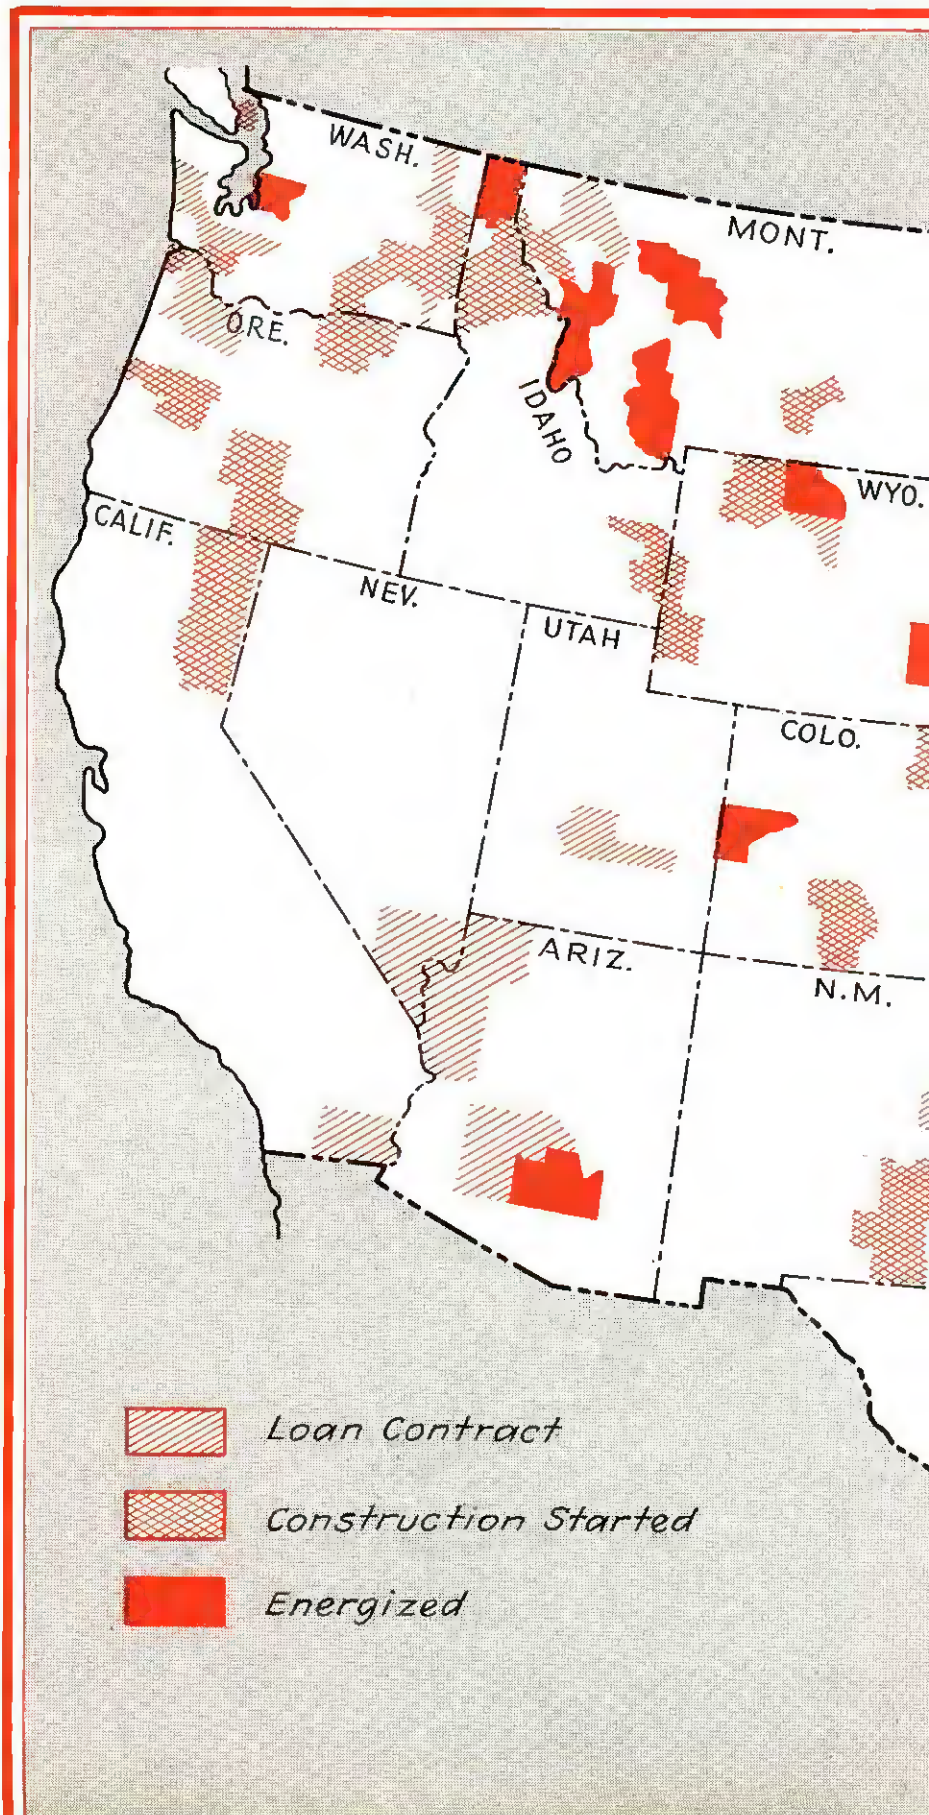 WASH.
MONT.
ORE.
IDAHO
WYO.
CALIF.
NEV.
UTAH
COLO.
ARIZ.
N.M.
Loan Contract
Construction Started
Energized